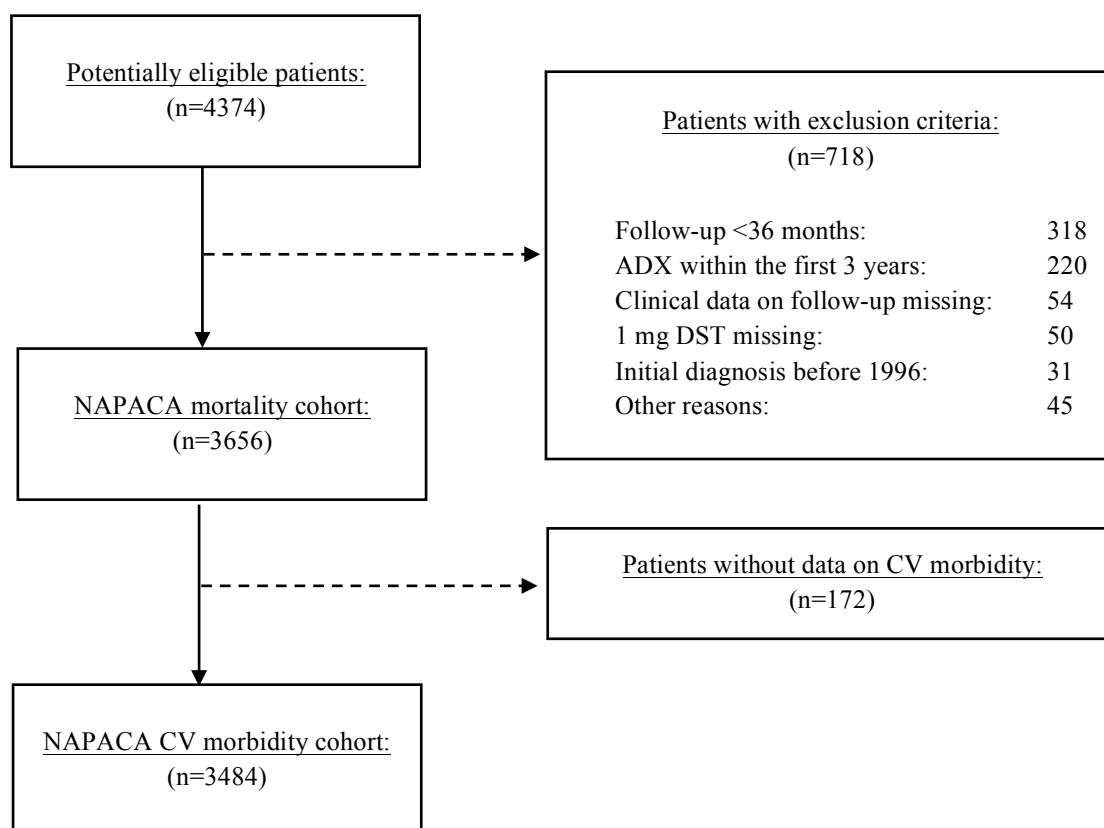 Potentially eligible patients:
(n=4374)
Patients with exclusion criteria:
(n=718)
Follow-up <36 months: 318
ADX within the first 3 years: 220
Clinical data on follow-up missing: 54
1 mg DST missing: 50
Initial diagnosis before 1996: 31
Other reasons: 45
NAPACA mortality cohort:
(n=3656)
Patients without data on CV morbidity:
(n=172)
NAPACA CV morbidity cohort:
(n=3484)